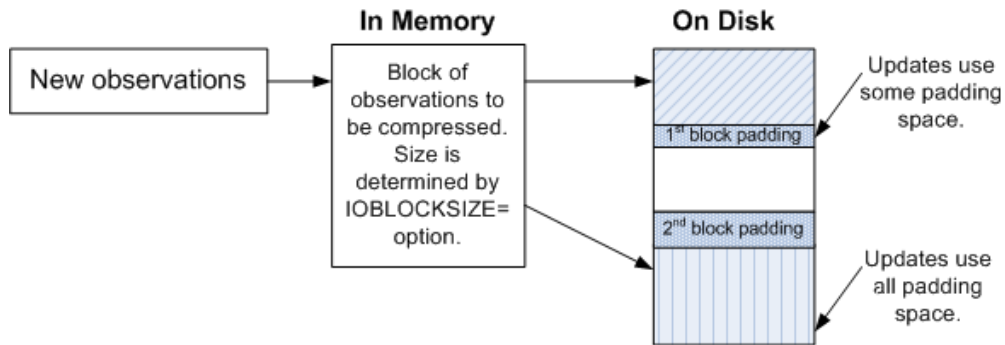 In Memory
On Disk
New observations
Block of
observations to
be compressed.
Size is
determined by
IOBLOCKSIZE=
option.
1st block padding
2nd block padding
Updates use
some padding
space.
Updates use
all padding
space.